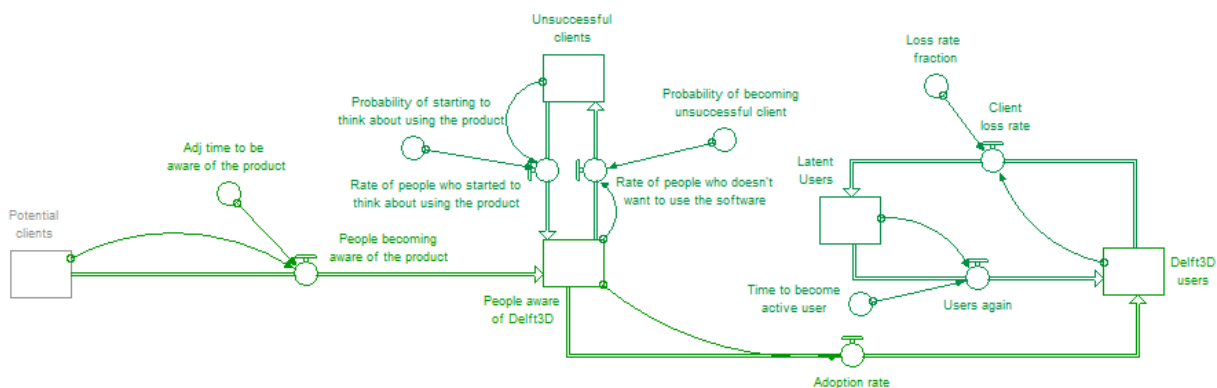 Unsuccessful
clients
Loss rate
fraction
Probability of starting to
think about using the product
Probability of becoming
unsuccessful client
Client
loss rate
Adj time to be
aware of the product
Latent
Users
Rate of people who started to
think about using the product
Rate of people who doesn't
want to use the software
Potential
clients
People becoming
aware of the product
Delft3D
users
People aware
of Delft3D
Time to become
active user
Users again
Adoption rate